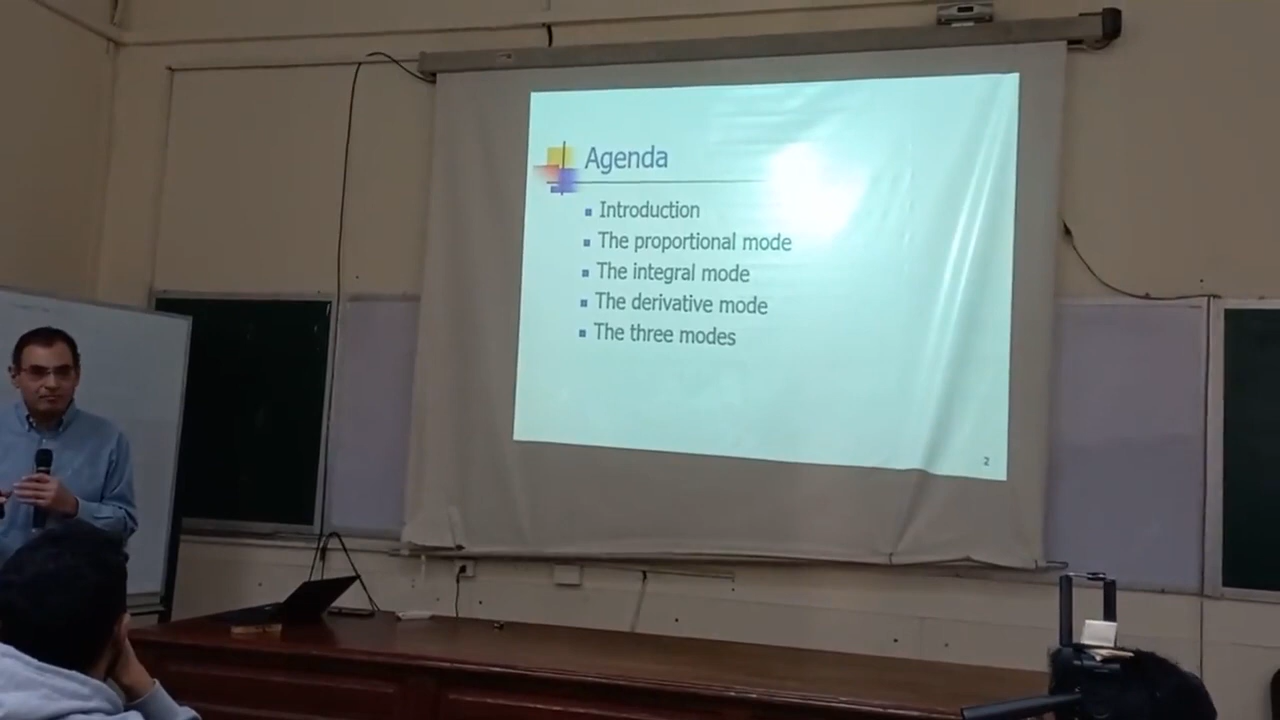 Agenda
Introduction
The proportional mode
The integral mode
The derivative mode
The three modes
2